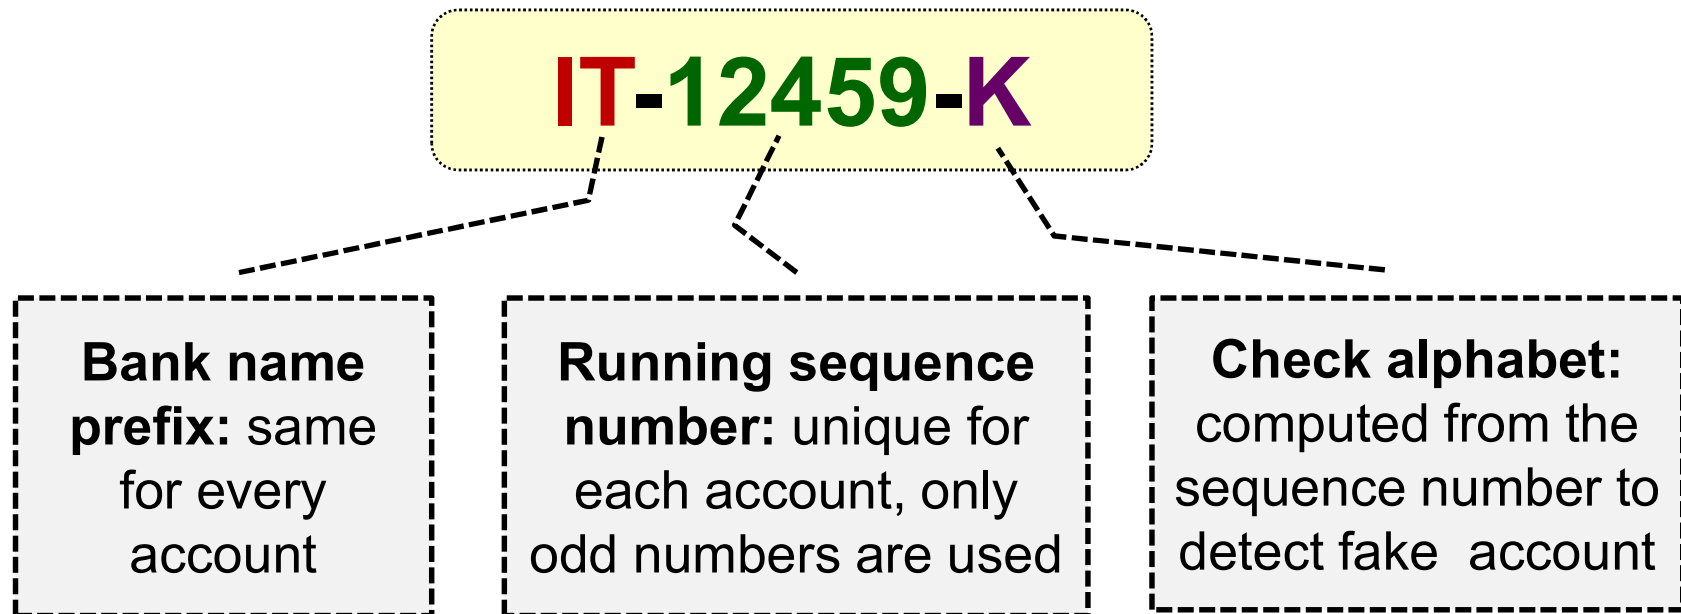 IT-12459-K
Bank name
prefix: same
for every
account
Running sequence
number: unique for
each account, only
odd numbers are used
Check alphabet:
computed from the
sequence number to
detect fake  account